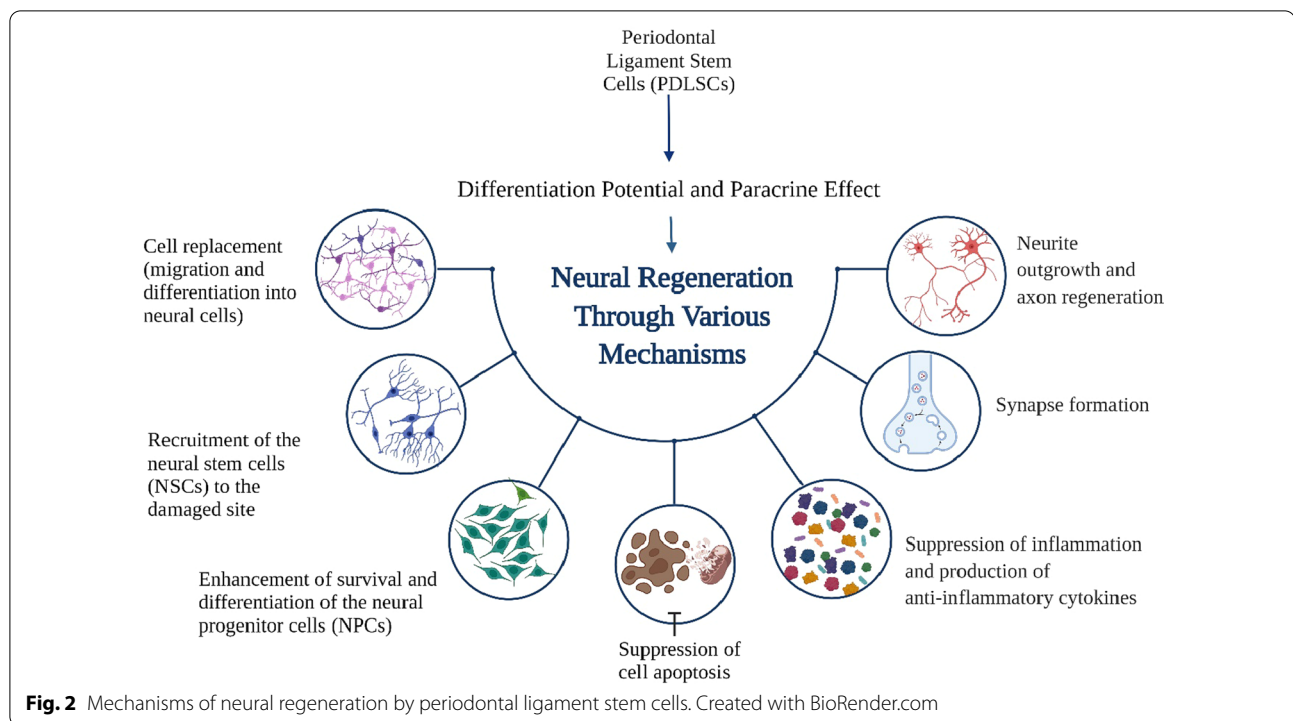 Periodontal
Ligament Stem
Cells (PDLSCs)
Differentiation Potential and Paracrine Effect
Neural Regeneration
Through Various
Mechanisms
Cell replacement
(migration and
differentiation into
neural cells)
Recruitment of the
neural stem cells
(NSCs) to the
damaged site
Enhancement of survival and
differentiation of the neural
progenitor cells (NPCs)
Suppression of
cell apoptosis
Suppression of inflammation
and production of
anti-inflammatory cytokines
Synapse formation
Neurite
outgrowth and
axon regeneration
Fig. 2 Mechanisms of neural regeneration by periodontal ligament stem cells. Created with BioRender.com